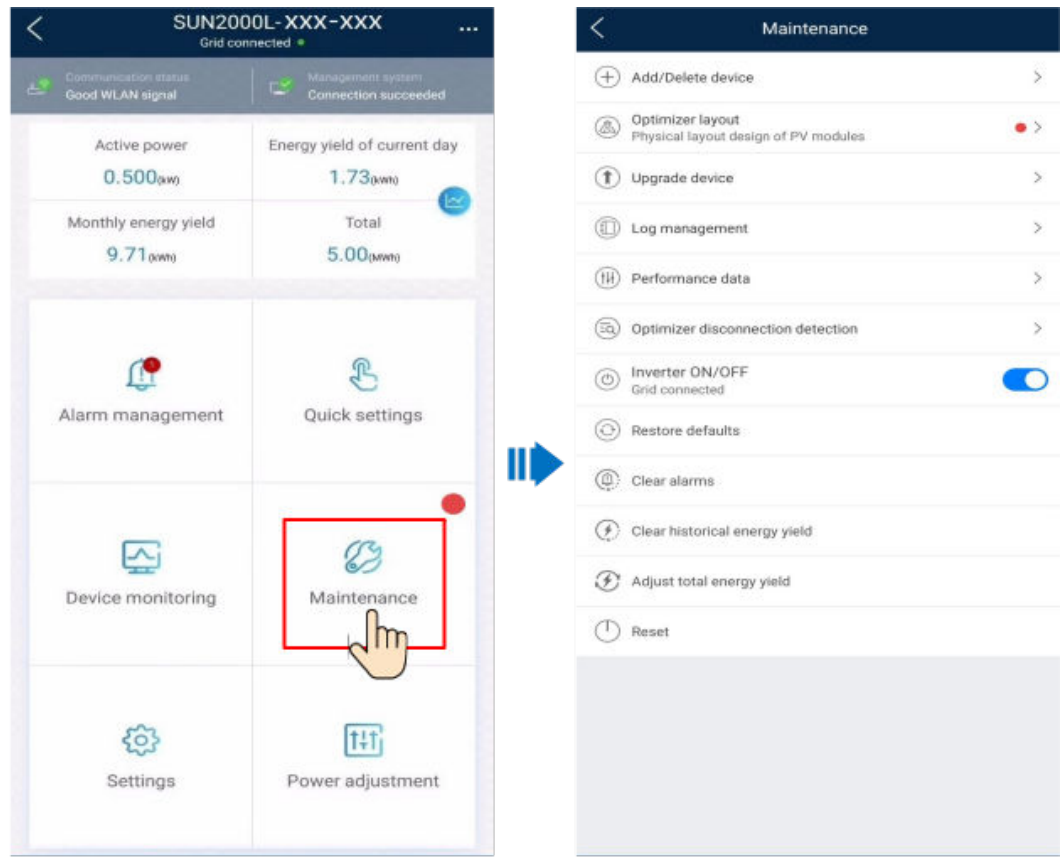 SUN2000L-XXX-XXX
Grid connected
Communication status
Good WLAN signal
Management system
Connection succeeded
Active power
0.500(kW)
Energy yield of current day
1.73(kWh)
Monthly energy yield
9.71(kWh)
Total
5.00(MWh)
Alarm management
Quick settings
Device monitoring
Maintenance
Settings
Power adjustment
Maintenance
Add/Delete device
Optimizer layout
Physical layout design of PV modules
Upgrade device
Log management
Performance data
Optimizer disconnection detection
Inverter ON/OFF
Grid connected
Restore defaults
Clear alarms
Clear historical energy yield
Adjust total energy yield
Reset